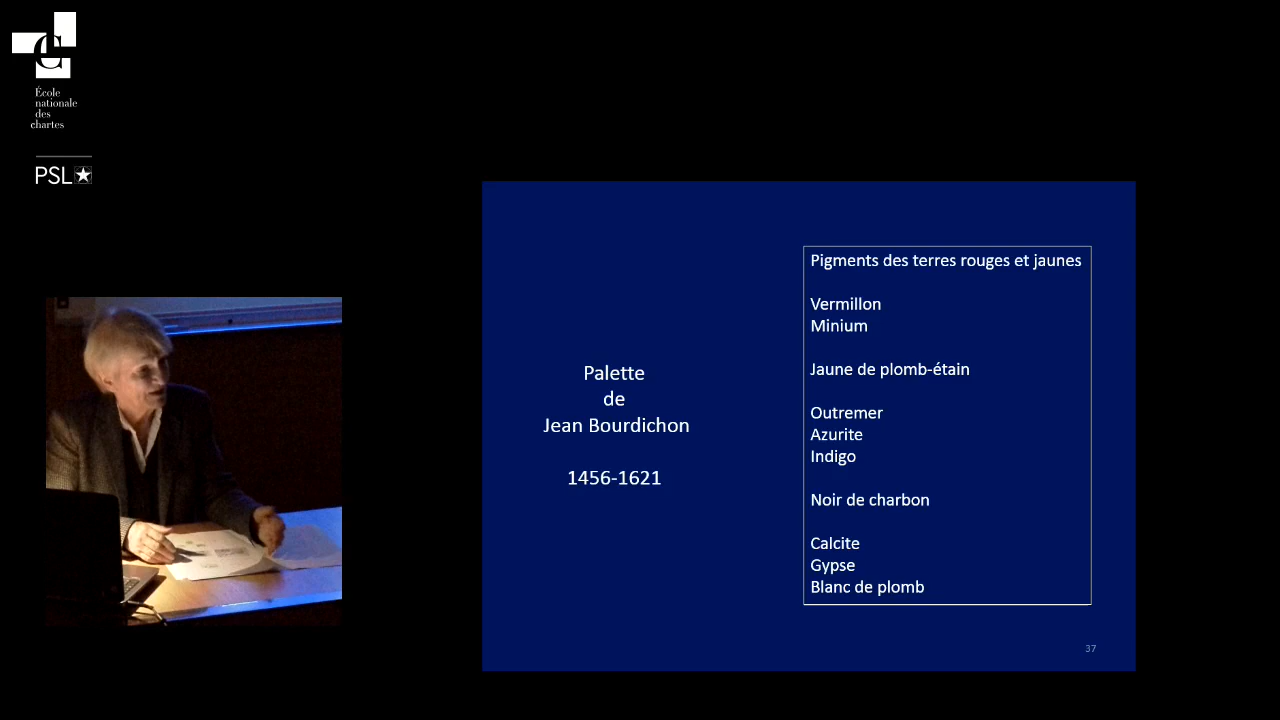 École
nationale
des
chartes
PSL
Palette
de
Jean Bourdichon
1456-1621
Pigments des terres rouges et jaunes
Vermillon
Minium
Jaune de plomb-étain
Outremer
Azurite
Indigo
Noir de charbon
Calcite
Gypse
Blanc de plomb
37